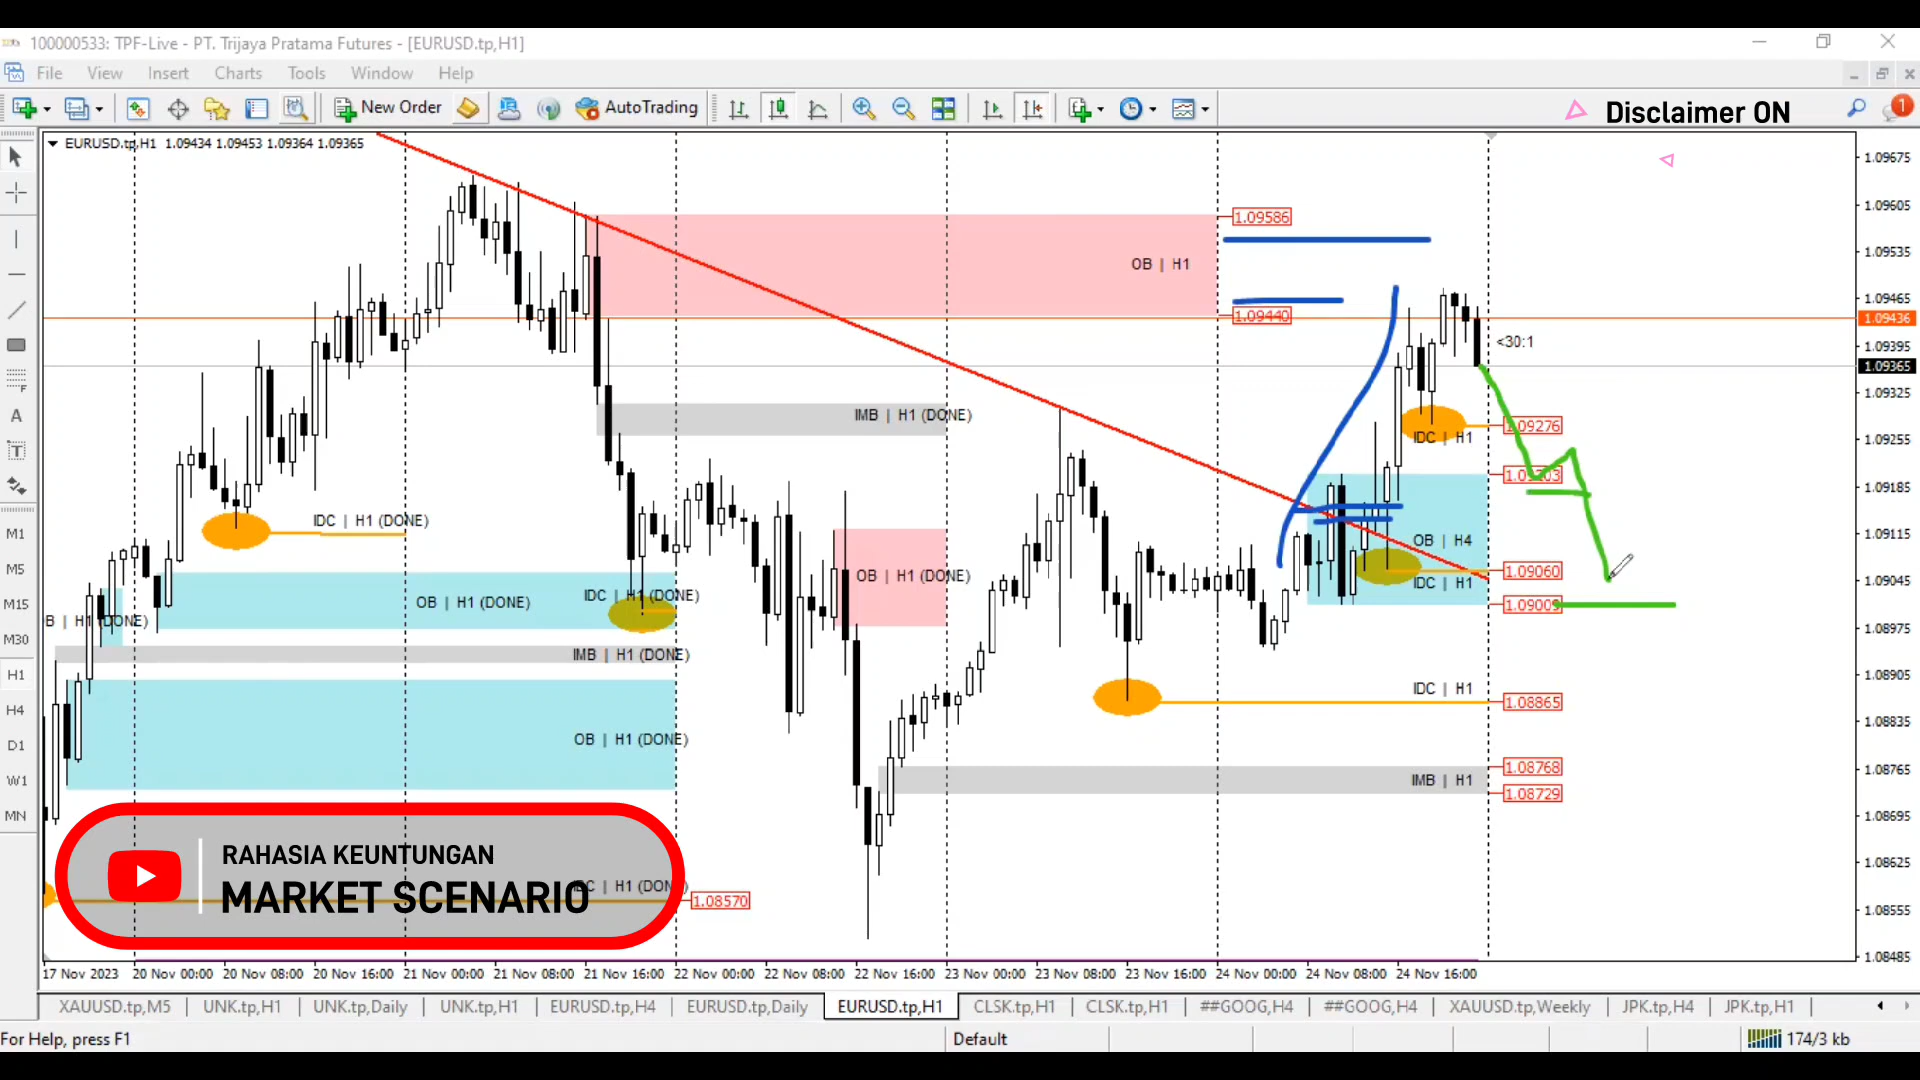 100000533: TPF-Live - PT. Trijaya Pratama Futures - [EURUSD.tp,H1]
File View Insert Charts Tools Window Help
New Order AutoTrading
Disclaimer ON
1
EURUSD.tp,H1 1.09434 1.09453 1.09364 1.09365
1.09675
1.09605
1.09586
1.09535
OB | H1
1.09465
1.09440
1.09436
<30:1
1.09395
1.09365
1.09325
IMB | H1 (DONE)
1.09276
IDC | H1
1.09255
1.09185
IDC | H1 (DONE)
1.09115
OB | H4
OB | H1 (DONE)
1.09060
IDC | H1
1.09045
IDC | H1 (DONE)
OB | H1 (DONE)
1.09009
B | H1 (DONE)
1.08975
IMB | H1 (DONE)
IDC | H1
1.08905
1.08865
1.08835
OB | H1 (DONE)
1.08768
1.08765
IMB | H1
1.08729
1.08695
RAHASIA KEUNTUNGAN
MARKET SCENARIO
1.08625
| H1 (DON
1.08570
1.08555
1.08485
17 Nov 2023 20 Nov 00:00 20 Nov 08:00 20 Nov 16:00 21 Nov 00:00 21 Nov 08:00 21 Nov 16:00 22 Nov 00:00 22 Nov 08:00 22 Nov 16:00 23 Nov 00:00 23 Nov 08:00 23 Nov 16:00 24 Nov 00:00 24 Nov 08:00 24 Nov 16:00
A
T
F
M1
M5
M15
M30
H1
H4
D1
W1
MN
XAUUSD.tp,M5 UNK.tp,H1 UNK.tp,Daily UNK.tp,H1 EURUSD.tp,H4 EURUSD.tp,Daily EURUSD.tp,H1 CLSK.tp,H1 CLSK.tp,H1 ##GOOG,H4 ##GOOG,H4 XAUUSD.tp,Weekly JPK.tp,H4 JPK.tp,H1
For Help, press F1 Default 174/3 kb